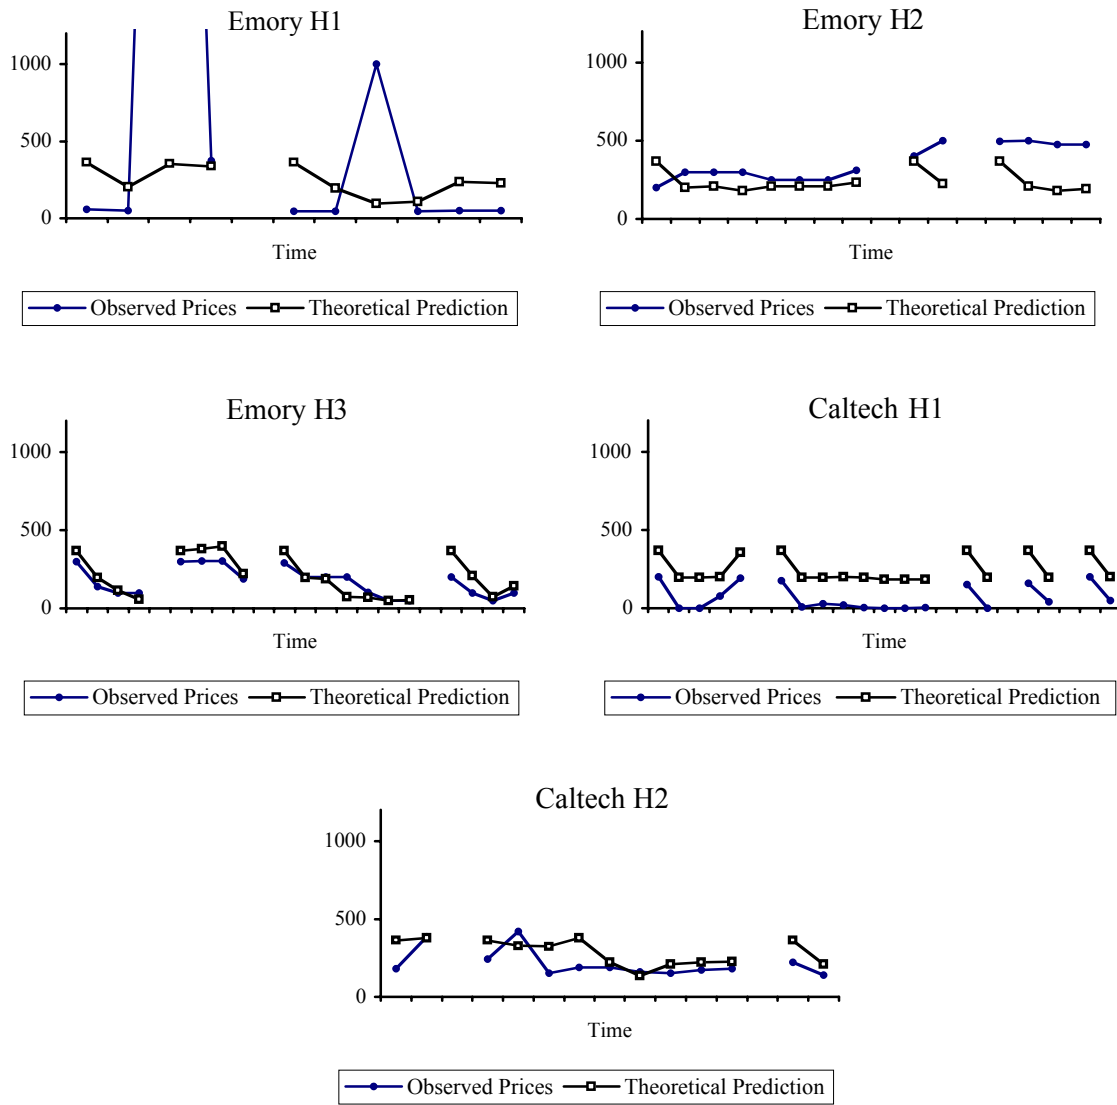 Emory H1
1000
500
0
Time
Observed Prices Theoretical Prediction
Emory H2
1000
500
0
Time
Observed Prices Theoretical Prediction
Emory H3
1000
500
0
Time
Observed Prices Theoretical Prediction
Caltech H1
1000
500
0
Time
Observed Prices Theoretical Prediction
Caltech H2
1000
500
0
Time
Observed Prices Theoretical Prediction